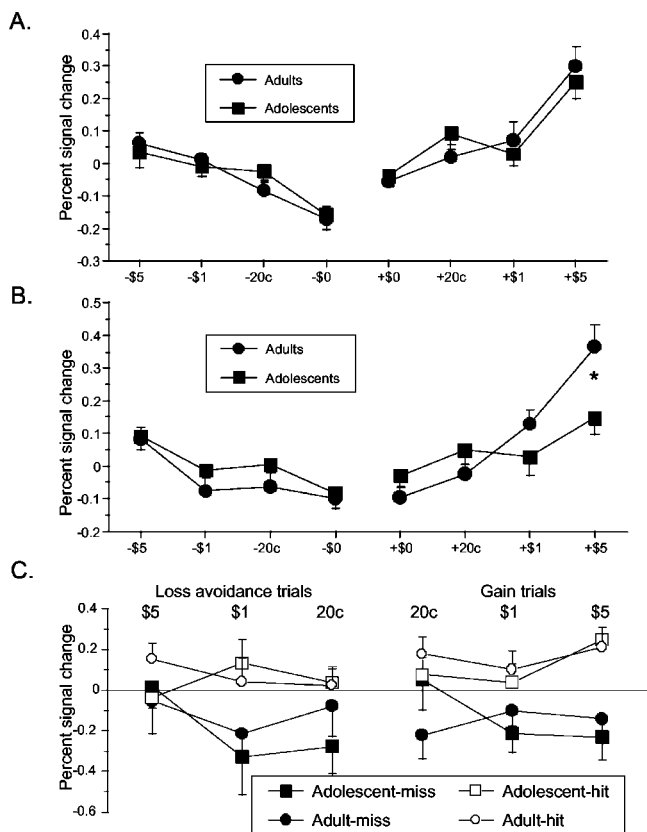 A.
Percent signal change
0.4
0.3
0.2
0.1
0
-0.1
-0.2
-0.3
Adults
Adolescents
-$5 -$1 -20c -$0 +$0 +20c +$1 +$5
B.
Percent signal change
0.5
0.4
0.3
0.2
0.1
0
-0.1
-0.2
Adults
Adolescents
*
-$5 -$1 -20c -$0 +$0 +20c +$1 +$5
C.
Loss avoidance trials Gain trials
$5 $1 20c 20c $1 $5
Percent signal change
0.4
0.2
0
-0.2
-0.4
-0.6
Adolescent-miss Adolescent-hit
Adult-miss Adult-hit